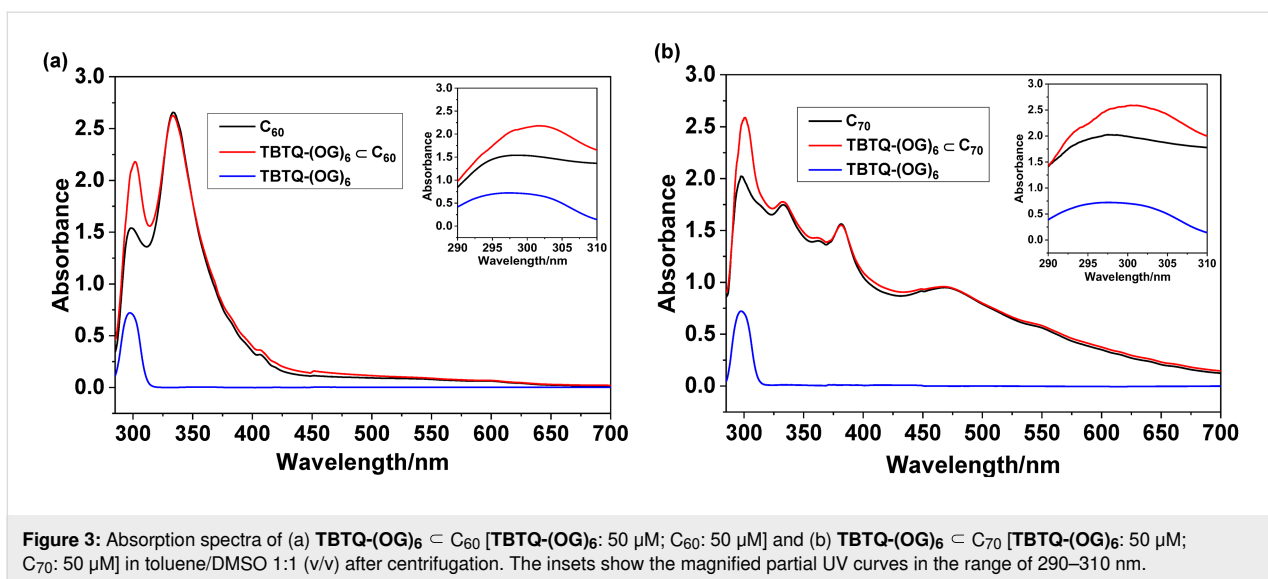 (a)
3.0
2.5
2.0
1.5
1.0
0.5
0.0
Absorbance
300 350 400 450 500 550 600 650 700
Wavelength/nm
C60
TBTQ-(OG)6 ⊂ C60
TBTQ-(OG)6
3.0
2.5
2.0
1.5
1.0
0.5
0.0
Absorbance
290 295 300 305 310
Wavelength/nm
(b)
3.0
2.5
2.0
1.5
1.0
0.5
0.0
Absorbance
300 350 400 450 500 550 600 650 700
Wavelength/nm
C70
TBTQ-(OG)6 ⊂ C70
TBTQ-(OG)6
3.0
2.5
2.0
1.5
1.0
0.5
0.0
Absorbance
290 295 300 305 310
Wavelength/nm
Figure 3: Absorption spectra of (a) TBTQ-(OG)6 ⊂ C60 [TBTQ-(OG)6: 50 µM; C60: 50 µM] and (b) TBTQ-(OG)6 ⊂ C70 [TBTQ-(OG)6: 50 µM;
C70: 50 µM] in toluene/DMSO 1:1 (v/v) after centrifugation. The insets show the magnified partial UV curves in the range of 290–310 nm.